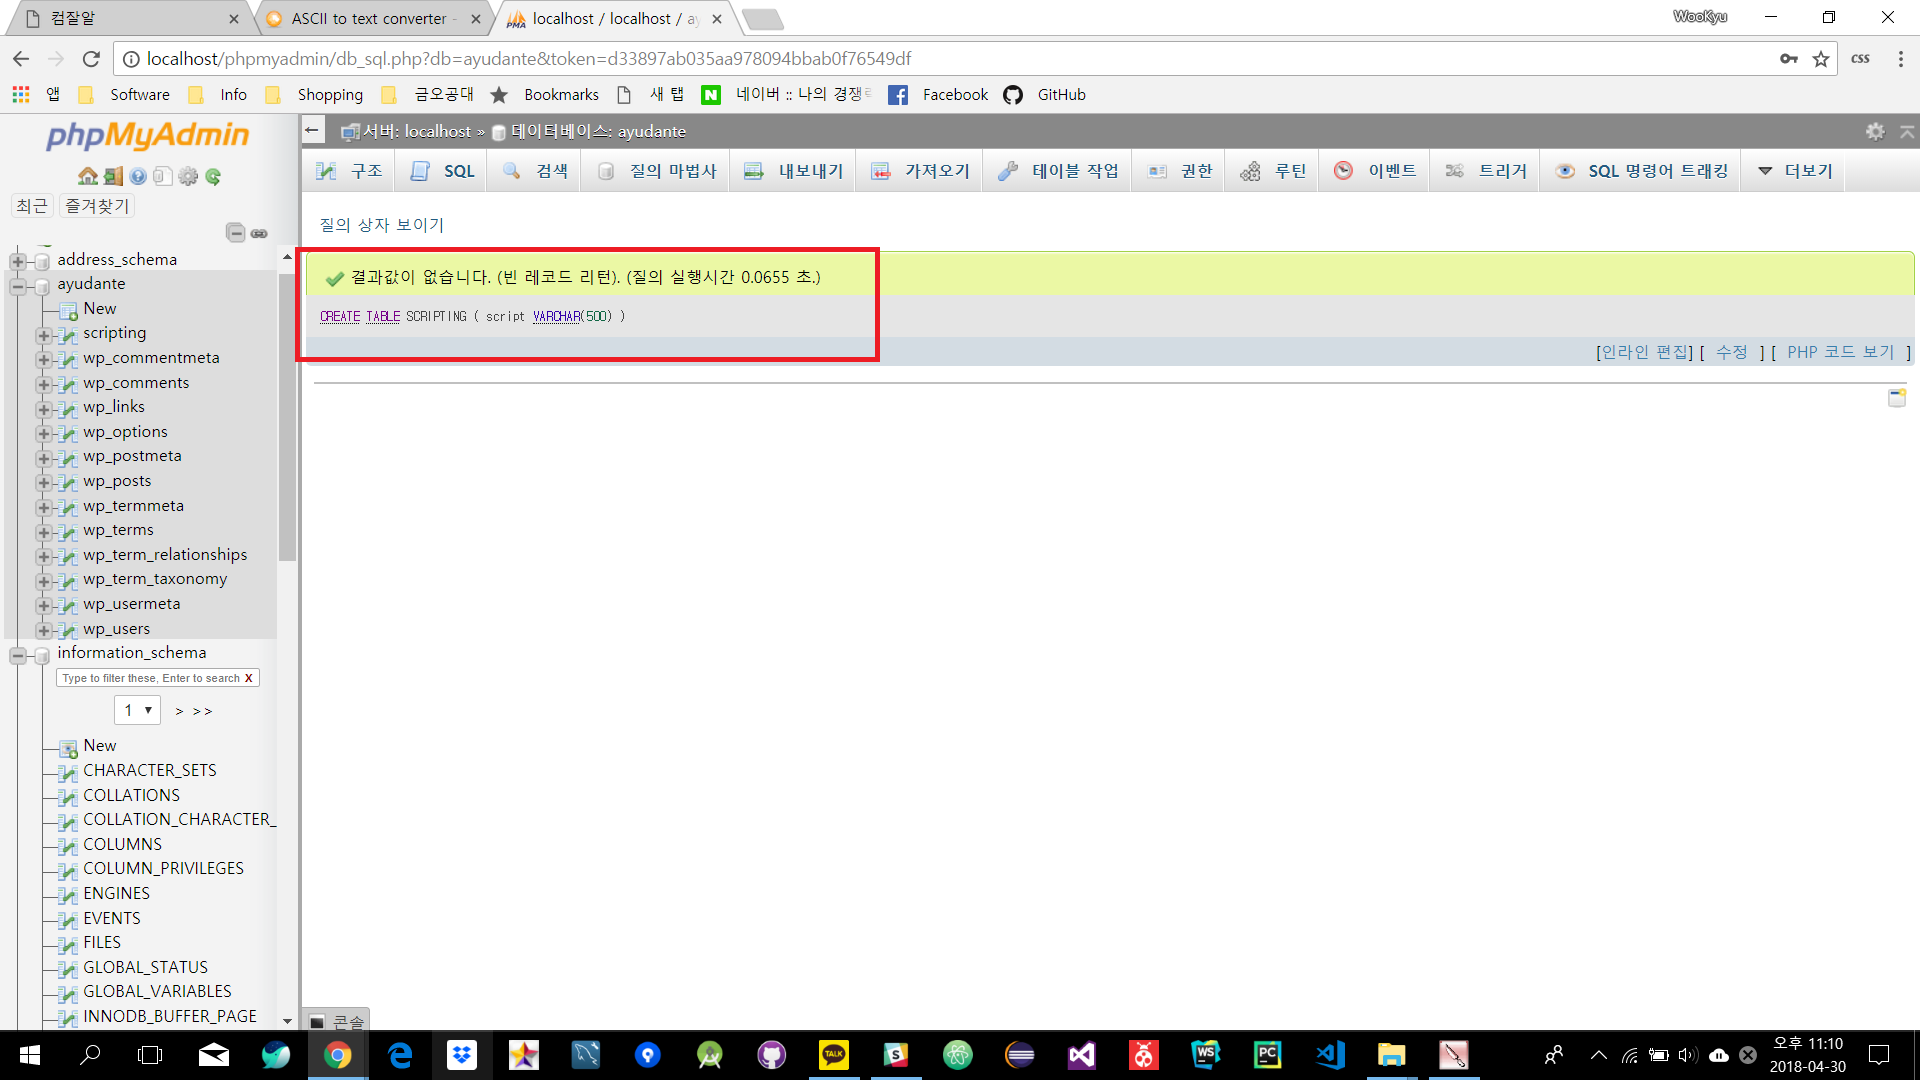 컴잘알
ASCII to text converter -
localhost / localhost / ay
WooKyu
localhost/phpmyadmin/db_sql.php?db=ayudante&token=d33897ab035aa978094bbab0f76549df
css
앱 Software Info Shopping 금오공대 Bookmarks 새 탭 네이버 :: 나의 경쟁 Facebook GitHub
phpMyAdmin
최근 즐겨찾기
서버: localhost » 데이터베이스: ayudante
구조 SQL 검색 질의 마법사 내보내기 가져오기 테이블 작업 권한 루틴 이벤트 트리거 SQL 명령어 트래킹 더보기
질의 상자 보이기
결과값이 없습니다. (빈 레코드 리턴). (질의 실행시간 0.0655 초.)
CREATE TABLE SCRIPTING ( script VARCHAR(500) )
[인라인 편집] [ 수정 ] [ PHP 코드 보기 ]
address_schema
ayudante
New
scripting
wp_commentmeta
wp_comments
wp_links
wp_options
wp_postmeta
wp_posts
wp_termmeta
wp_terms
wp_term_relationships
wp_term_taxonomy
wp_usermeta
wp_users
information_schema
Type to filter these, Enter to search X
1 ▼ > >>
New
CHARACTER_SETS
COLLATIONS
COLLATION_CHARACTER_
COLUMNS
COLUMN_PRIVILEGES
ENGINES
EVENTS
FILES
GLOBAL_STATUS
GLOBAL_VARIABLES
INNODB_BUFFER_PAGE
콘솔
TALK
S
WS
PC
오후 11:10
2018-04-30